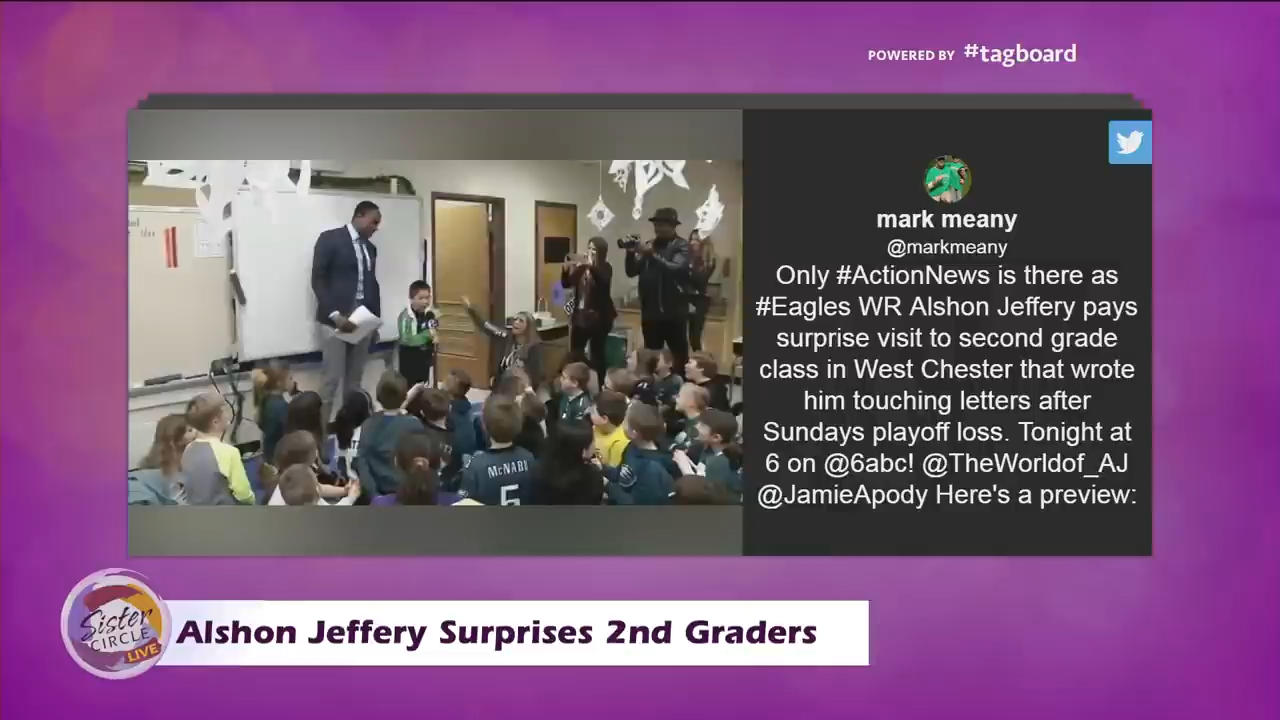 POWERED BY #tagboard
mark meany
@markmeany
Only #ActionNews is there as
#Eagles WR Alshon Jeffery pays
surprise visit to second grade
class in West Chester that wrote
him touching letters after
Sundays playoff loss. Tonight at
6 on @6abc! @TheWorldof_AJ
@JamieApody Here's a preview:
McNABB
5
Sister
CIRCLE
LIVE
Alshon Jeffery Surprises 2nd Graders